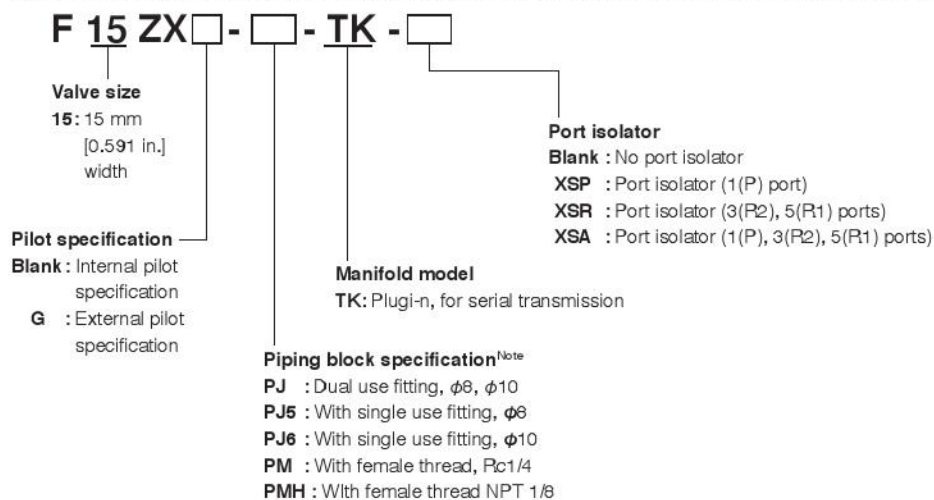 F 15 ZX□ - □ - TK - □
Valve size
15: 15 mm
[0.591 in.]
width
Pilot specification
Blank : Internal pilot
specification
G : External pilot
specification
Piping block specification Note
PJ : Dual use fitting, φ8, φ10
PJ5 : With single use fitting, φ8
PJ6 : With single use fitting, φ10
PM : With female thread, Rc1/4
PMH : WIth female thread NPT 1/8
Manifold model
TK: Plugi-n, for serial transmission
Port isolator
Blank : No port isolator
XSP : Port isolator (1(P) port)
XSR : Port isolator (3(R2), 5(R1) ports)
XSA : Port isolator (1(P), 3(R2), 5(R1) ports)